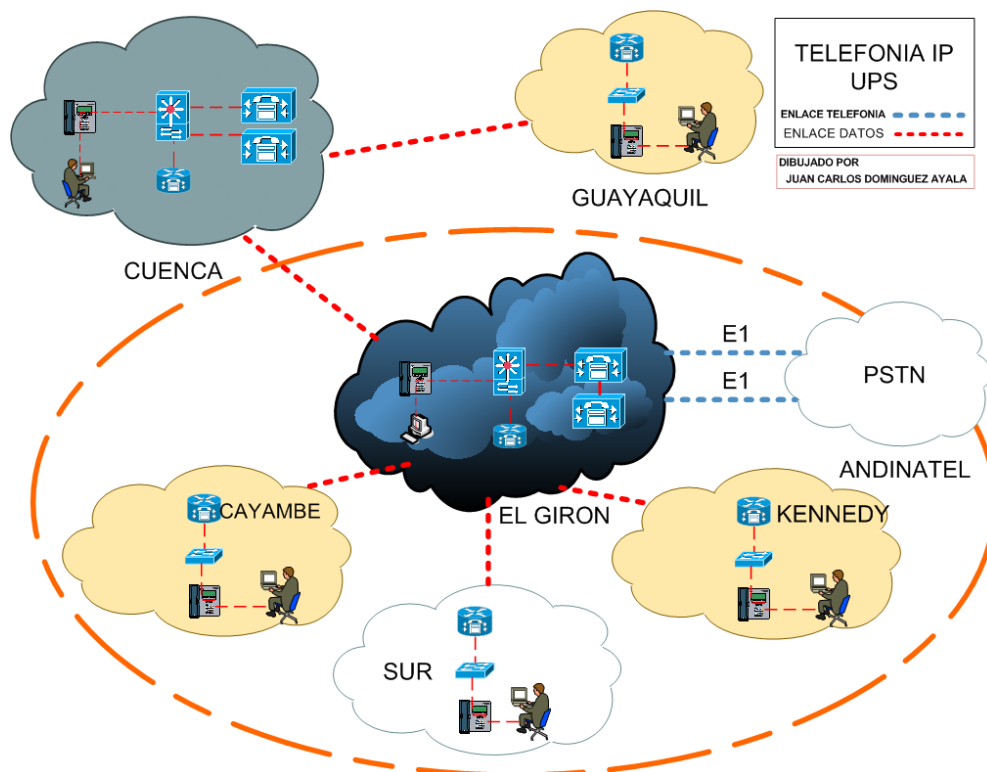 TELEFONIA IP
UPS
ENLACE TELEFONIA
ENLACE DATOS
DIBUJADO POR
JUAN CARLOS DOMINGUEZ AYALA
GUAYAQUIL
CUENCA
E1
E1
PSTN
ANDINATEL
EL GIRON
CAYAMBE
KENNEDY
SUR